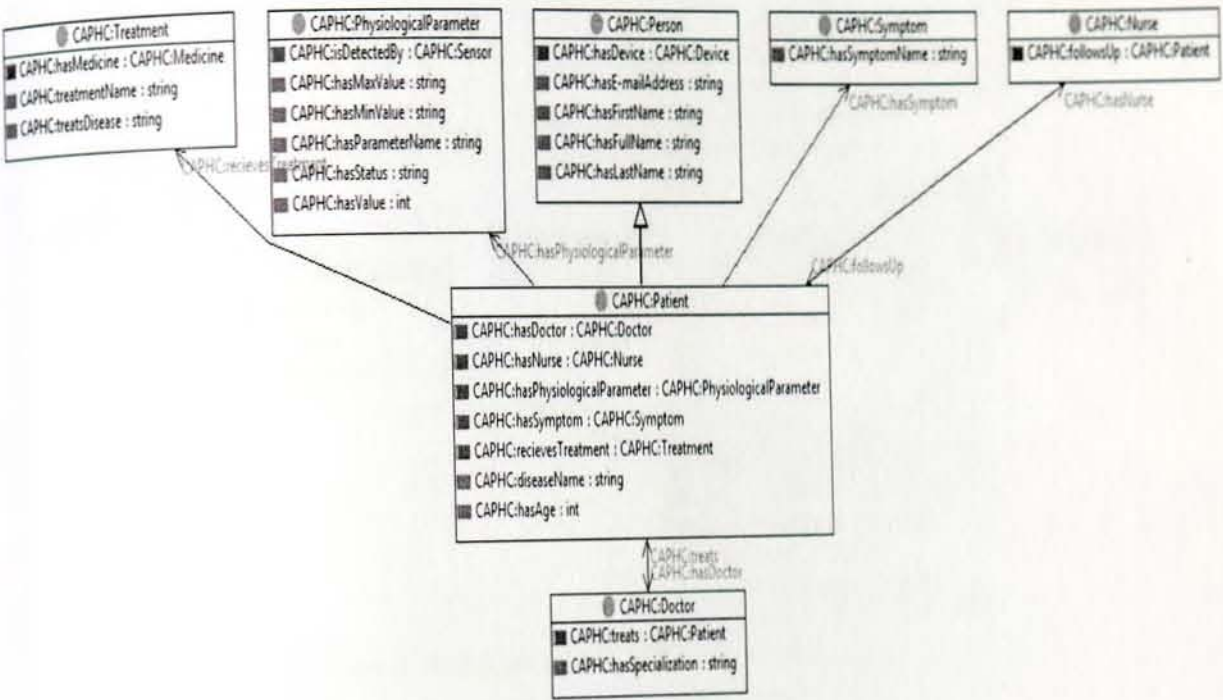 CAPHC:Treatment
CAPHC:hasMedicine : CAPHC:Medicine
CAPHC:treatmentName : string
CAPHC:treatsDisease : string
CAPHC:PhysiologicalParameter
CAPHC:isDetectedBy : CAPHC:Sensor
CAPHC:hasMaxValue : string
CAPHC:hasMinValue : string
CAPHC:hasParameterName : string
CAPHC:hasStatus : string
CAPHC:hasValue : int
CAPHC:Person
CAPHC:hasDevice : CAPHC:Device
CAPHC:hasE-mailAddress : string
CAPHC:hasFirstName : string
CAPHC:hasFullName : string
CAPHC:hasLastName : string
CAPHC:Symptom
CAPHC:hasSymptomName : string
CAPHC:Nurse
CAPHC:followsUp : CAPHC:Patient
CAPHC:hasSymptom
CAPHC:hasNurse
CAPHC:recievesTreatment
CAPHC:hasPhysiologicalParameter
CAPHC:followsUp
CAPHC:Patient
CAPHC:hasDoctor : CAPHC:Doctor
CAPHC:hasNurse : CAPHC:Nurse
CAPHC:hasPhysiologicalParameter : CAPHC:PhysiologicalParameter
CAPHC:hasSymptom : CAPHC:Symptom
CAPHC:recievesTreatment : CAPHC:Treatment
CAPHC:diseaseName : string
CAPHC:hasAge : int
CAPHC:treats
CAPHC:hasDoctor
CAPHC:Doctor
CAPHC:treats : CAPHC:Patient
CAPHC:hasSpecialization : string